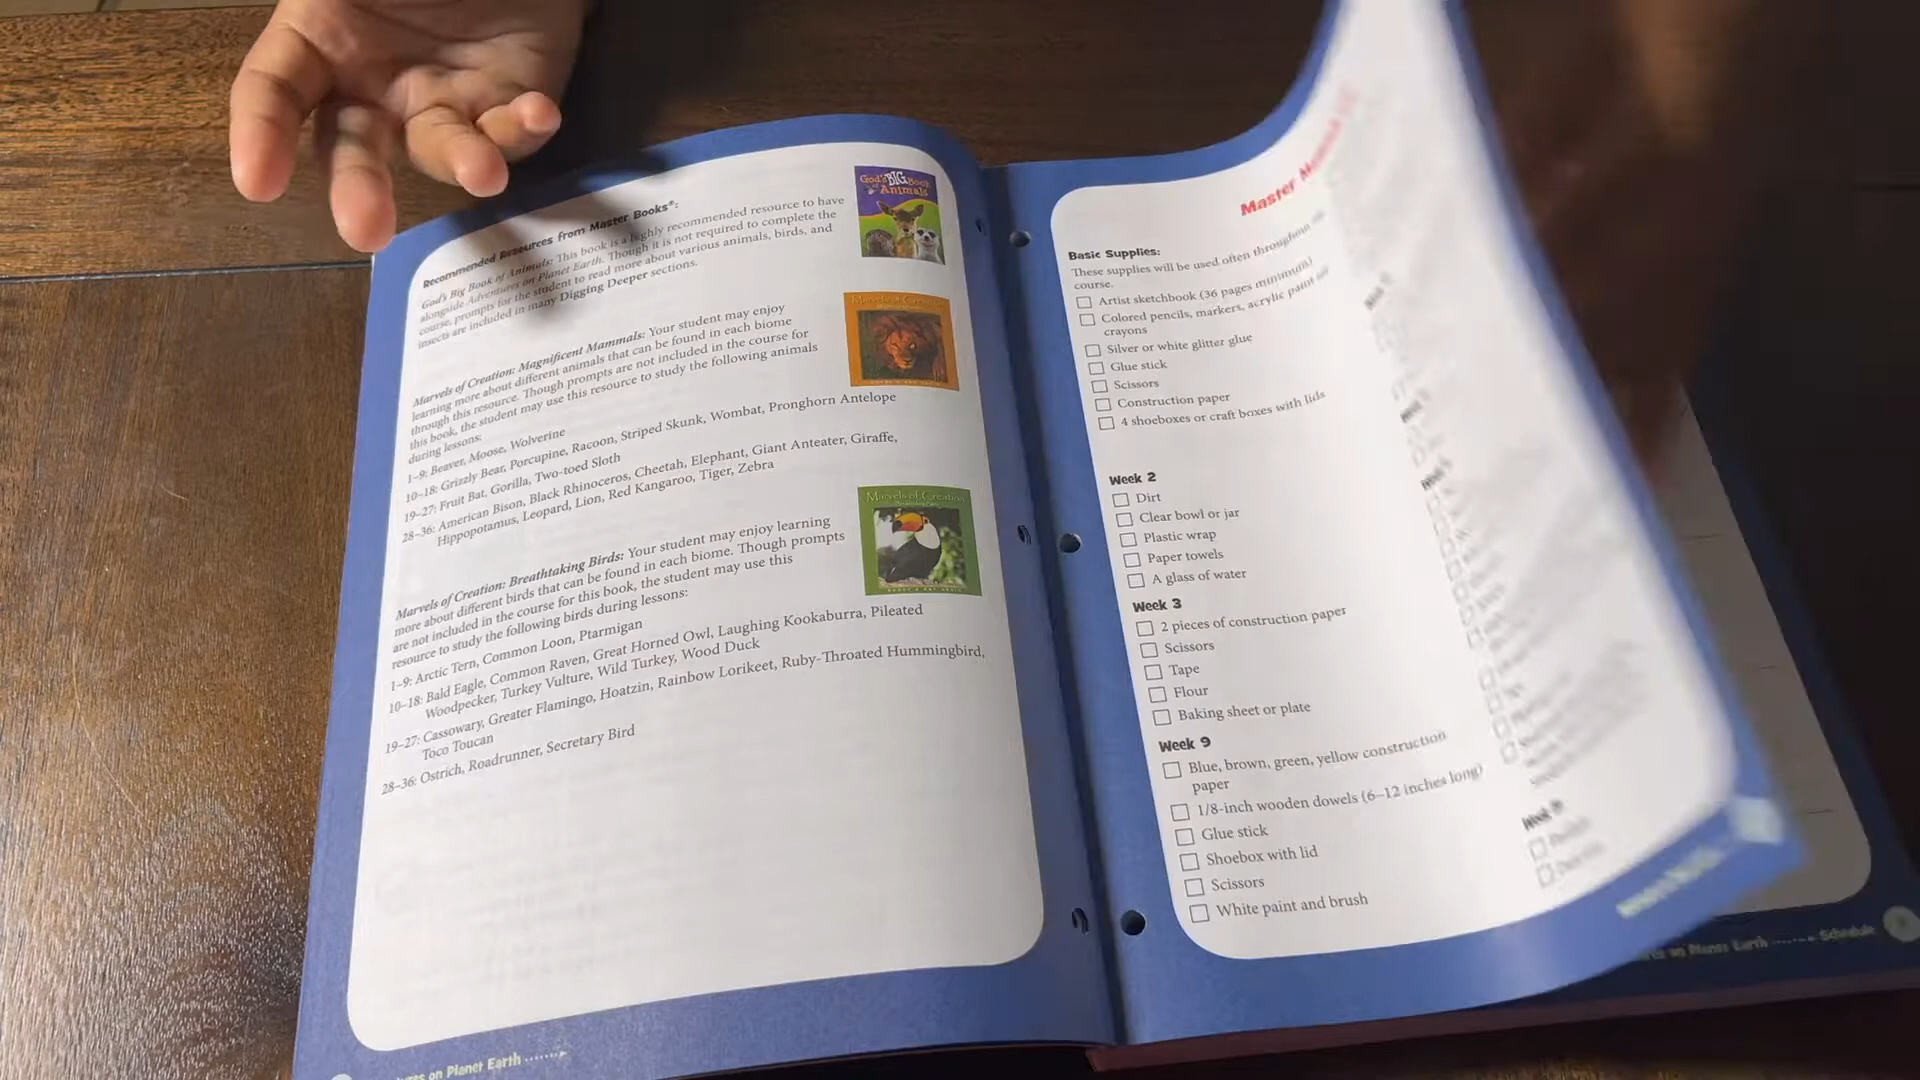 Recommended Resources from Master Books®:
God's Big Book of Animals: This book is a highly recommended resource to have
alongside Adventures on Planet Earth. Though it is not required to complete the
course, prompts for the student to read more about various animals, birds, and
insects are included in many Digging Deeper sections.
God's BIG Book
of Animals
Marvels of Creation: Magnificent Mammals: Your student may enjoy
learning more about different animals that can be found in each biome
through this resource. Though prompts are not included in the course for
this book, the student may use this resource to study the following animals
during lessons:
Marvels of Creation
1–9: Beaver, Moose, Wolverine
10–18: Grizzly Bear, Porcupine, Racoon, Striped Skunk, Wombat, Pronghorn Antelope
19–27: Fruit Bat, Gorilla, Two-toed Sloth
28–36: American Bison, Black Rhinoceros, Cheetah, Elephant, Giant Anteater, Giraffe,
Hippopotamus, Leopard, Lion, Red Kangaroo, Tiger, Zebra
Marvels of Creation: Breathtaking Birds: Your student may enjoy learning
more about different birds that can be found in each biome. Though prompts
are not included in the course for this book, the student may use this
resource to study the following birds during lessons:
Marvels of Creation
1–9: Arctic Tern, Common Loon, Ptarmigan
10–18: Bald Eagle, Common Raven, Great Horned Owl, Laughing Kookaburra, Pileated
Woodpecker, Turkey Vulture, Wild Turkey, Wood Duck
19–27: Cassowary, Greater Flamingo, Hoatzin, Rainbow Lorikeet, Ruby-Throated Hummingbird,
Toco Toucan
28–36: Ostrich, Roadrunner, Secretary Bird
on Planet Earth
Master
Basic Supplies:
These supplies will be used often throughout
course.
Artist sketchbook (36 pages minimum)
Colored pencils, markers, acrylic paint
crayons
Silver or white glitter glue
Glue stick
Scissors
Construction paper
4 shoeboxes or craft boxes with lids
Week 2
Dirt
Clear bowl or jar
Plastic wrap
Paper towels
A glass of water
Week 3
2 pieces of construction paper
Scissors
Tape
Flour
Baking sheet or plate
Week 9
Blue, brown, green, yellow construction
paper
1/8-inch wooden dowels (6–12 inches long)
Glue stick
Shoebox with lid
Scissors
White paint and brush
on Planet Earth Schedule